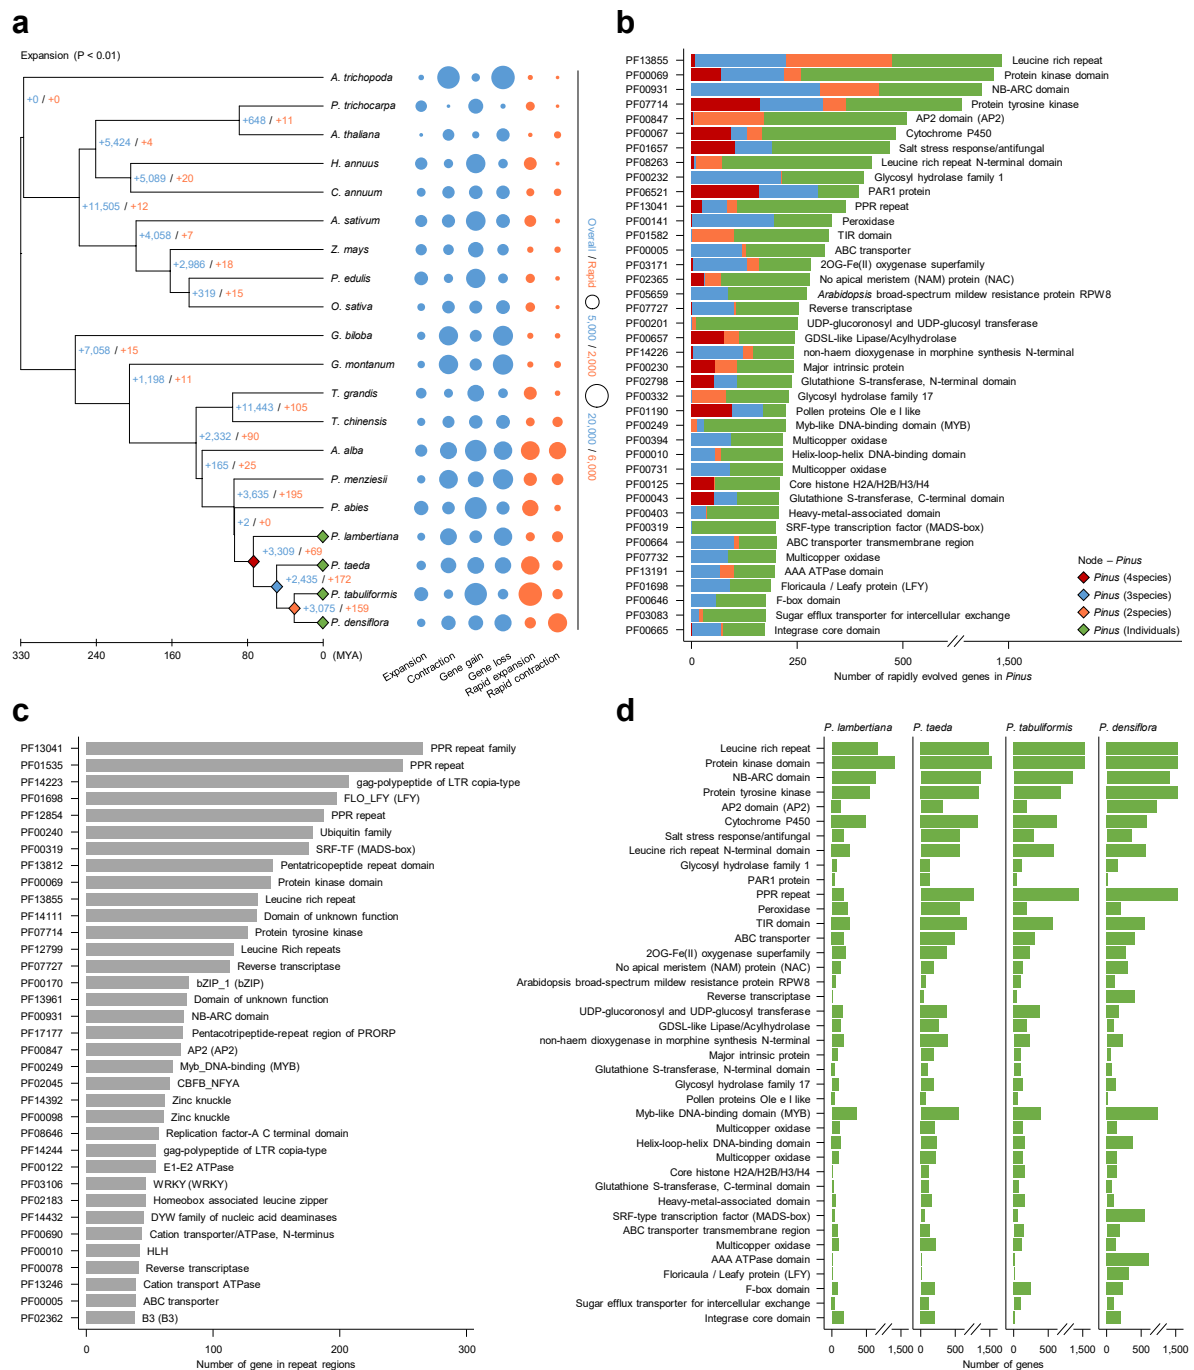 a
Expansion (P < 0.01)
A. trichopoda
P. trichocarpa
A. thaliana
H. annuus
C. annuum
A. sativum
Z. mays
P. edulis
O. sativa
G. biloba
G. montanum
T. grandis
T. chinensis
A. alba
P. menziesii
P. abies
P. lambertiana
P. taeda
P. tabuliformis
P. densiflora
+0 / +0
+648 / +11
+5,424 / +4
+5,089 / +20
+11,505 / +12
+4,058 / +7
+2,986 / +18
+319 / +15
+7,058 / +15
+1,198 / +11
+11,443 / +105
+2,332 / +90
+165 / +25
+3,635 / +195
+2 / +0
+3,309 / +69
+2,435 / +172
+3,075 / +159
330 240 160 80 0 (MYA)
Expansion
Contraction
Gene gain
Gene loss
Rapid expansion
Rapid contraction
Overall / Rapid
5,000 / 2,000
20,000 / 6,000
b
PF13855 Leucine rich repeat
PF00069 Protein kinase domain
PF00931 NB-ARC domain
PF07714 Protein tyrosine kinase
PF00847 AP2 domain (AP2)
PF00067 Cytochrome P450
PF01657 Salt stress response/antifungal
PF08263 Leucine rich repeat N-terminal domain
PF00232 Glycosyl hydrolase family 1
PF06521 PAR1 protein
PF13041 PPR repeat
PF00141 Peroxidase
PF01582 TIR domain
PF00005 ABC transporter
PF03171 2OG-Fe(II) oxygenase superfamily
PF02365 No apical meristem (NAM) protein (NAC)
PF05659 Arabidopsis broad-spectrum mildew resistance protein RPW8
PF07727 Reverse transcriptase
PF00201 UDP-glucoronosyl and UDP-glucosyl transferase
PF00657 GDSL-like Lipase/Acylhydrolase
PF14226 non-haem dioxygenase in morphine synthesis N-terminal
PF00230 Major intrinsic protein
PF02798 Glutathione S-transferase, N-terminal domain
PF00332 Glycosyl hydrolase family 17
PF01190 Pollen proteins Ole e I like
PF00249 Myb-like DNA-binding domain (MYB)
PF00394 Multicopper oxidase
PF00010 Helix-loop-helix DNA-binding domain
PF00731 Multicopper oxidase
PF00125 Core histone H2A/H2B/H3/H4
PF00043 Glutathione S-transferase, C-terminal domain
PF00403 Heavy-metal-associated domain
PF00319 SRF-type transcription factor (MADS-box)
PF00664 ABC transporter transmembrane region
PF07732 Multicopper oxidase
PF13191 AAA ATPase domain
PF01698 Floricaula / Leafy protein (LFY)
PF00646 F-box domain
PF03083 Sugar efflux transporter for intercellular exchange
PF00665 Integrase core domain
Node – Pinus
Pinus (4species)
Pinus (3species)
Pinus (2species)
Pinus (Individuals)
0 250 500 1,500
Number of rapidly evolved genes in Pinus
c
PF13041 PPR repeat family
PF01535 PPR repeat
PF14223 gag-polypeptide of LTR copia-type
PF01698 FLO_LFY (LFY)
PF12854 PPR repeat
PF00240 Ubiquitin family
PF00319 SRF-TF (MADS-box)
PF13812 Pentatricopeptide repeat domain
PF00069 Protein kinase domain
PF13855 Leucine rich repeat
PF14111 Domain of unknown function
PF07714 Protein tyrosine kinase
PF12799 Leucine Rich repeats
PF07727 Reverse transcriptase
PF00170 bZIP_1 (bZIP)
PF13961 Domain of unknown function
PF00931 NB-ARC domain
PF17177 Pentacotripeptide-repeat region of PRORP
PF00847 AP2 (AP2)
PF00249 Myb_DNA-binding (MYB)
PF02045 CBFB_NFYA
PF14392 Zinc knuckle
PF00098 Zinc knuckle
PF08646 Replication factor-A C terminal domain
PF14244 gag-polypeptide of LTR copia-type
PF00122 E1-E2 ATPase
PF03106 WRKY (WRKY)
PF02183 Homeobox associated leucine zipper
PF14432 DYW family of nucleic acid deaminases
PF00690 Cation transporter/ATPase, N-terminus
PF00010 HLH
PF00078 Reverse transcriptase
PF13246 Cation transport ATPase
PF00005 ABC transporter
PF02362 B3 (B3)
0 100 200 300
Number of gene in repeat regions
d
P. lambertiana P. taeda P. tabuliformis P. densiflora
Leucine rich repeat
Protein kinase domain
NB-ARC domain
Protein tyrosine kinase
AP2 domain (AP2)
Cytochrome P450
Salt stress response/antifungal
Leucine rich repeat N-terminal domain
Glycosyl hydrolase family 1
PAR1 protein
PPR repeat
Peroxidase
TIR domain
ABC transporter
2OG-Fe(II) oxygenase superfamily
No apical meristem (NAM) protein (NAC)
Arabidopsis broad-spectrum mildew resistance protein RPW8
Reverse transcriptase
UDP-glucoronosyl and UDP-glucosyl transferase
GDSL-like Lipase/Acylhydrolase
non-haem dioxygenase in morphine synthesis N-terminal
Major intrinsic protein
Glutathione S-transferase, N-terminal domain
Glycosyl hydrolase family 17
Pollen proteins Ole e I like
Myb-like DNA-binding domain (MYB)
Multicopper oxidase
Helix-loop-helix DNA-binding domain
Multicopper oxidase
Core histone H2A/H2B/H3/H4
Glutathione S-transferase, C-terminal domain
Heavy-metal-associated domain
SRF-type transcription factor (MADS-box)
ABC transporter transmembrane region
Multicopper oxidase
AAA ATPase domain
Floricaula / Leafy protein (LFY)
F-box domain
Sugar efflux transporter for intercellular exchange
Integrase core domain
0 500 1,500 0 500 1,500 0 500 1,500 0 500 1,500
Number of genes